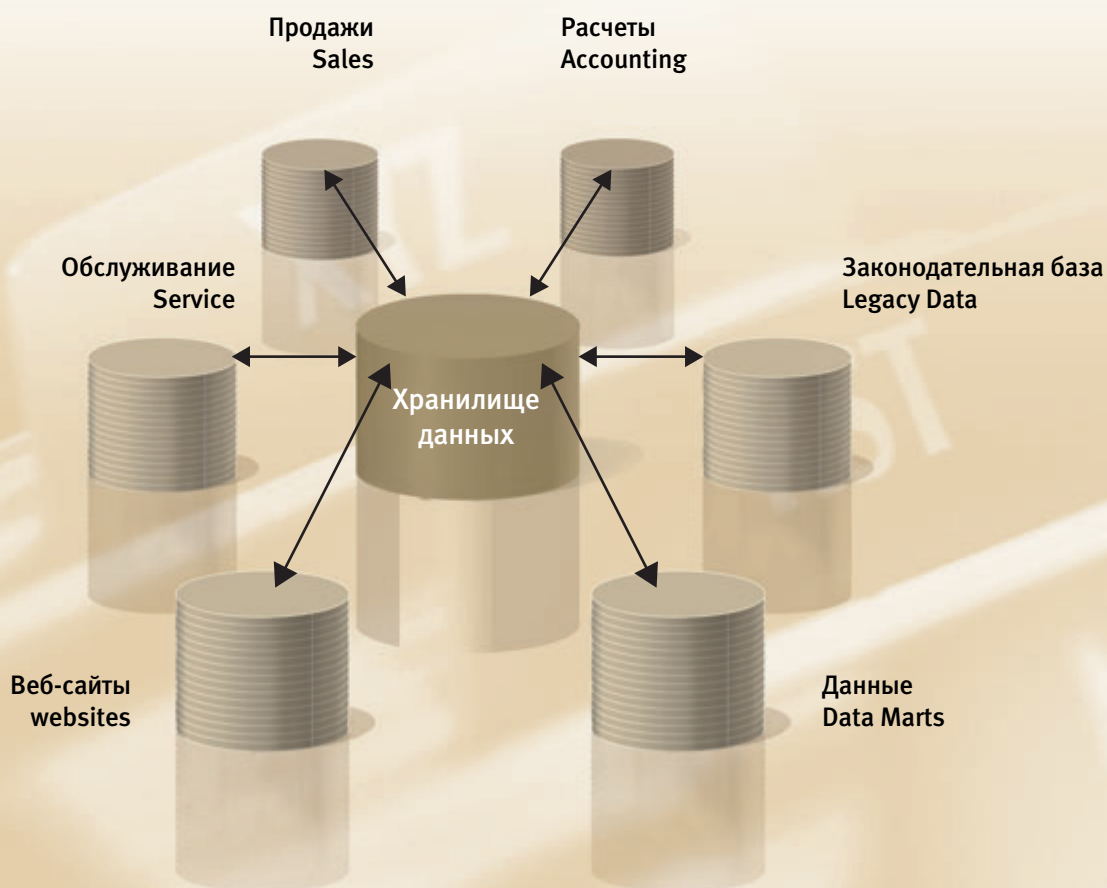 Продажи
Sales
Расчеты
Accounting
Обслуживание
Service
Законодательная база
Legacy Data
Хранилище
данных
Веб-сайты
websites
Данные
Data Marts